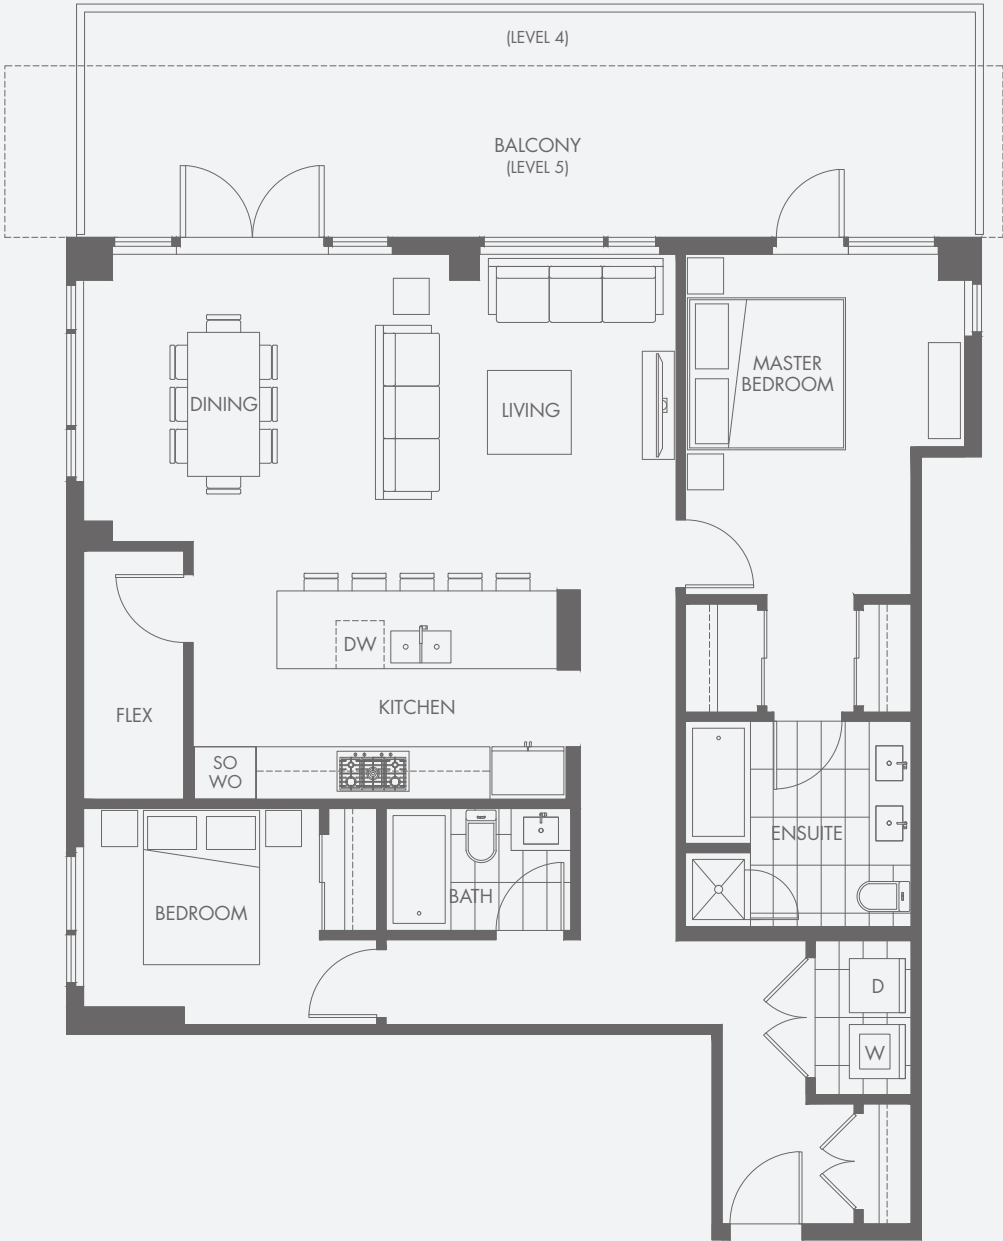 (LEVEL 4)
BALCONY
(LEVEL 5)
MASTER
BEDROOM
DINING
LIVING
DW
KITCHEN
FLEX
SO
WO
ENSUITE
BATH
BEDROOM
D
W